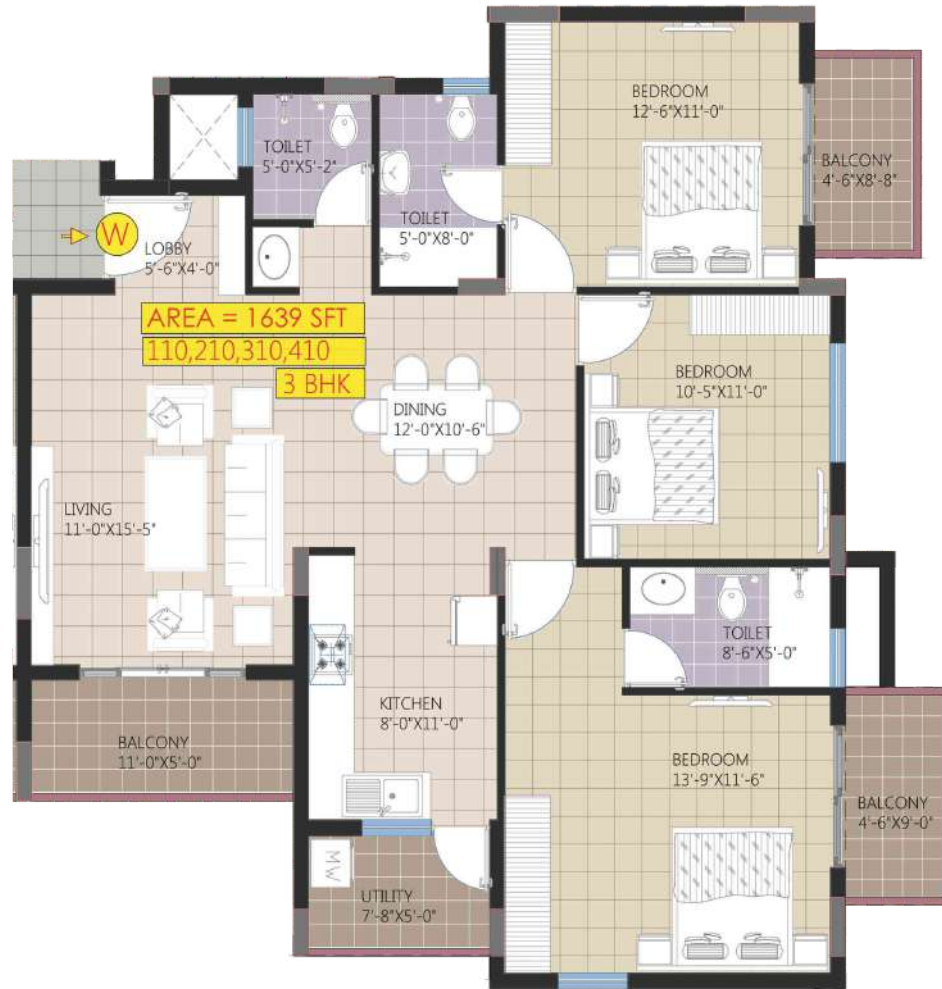 BEDROOM
12'-6"X11'-0"
BALCONY
4'-6"X8'-8"
TOILET
5'-0"X5'-2"
TOILET
5'-0"X8'-0"
W
LOBBY
5'-6"X4'-0"
AREA = 1639 SFT
110,210,310,410
3 BHK
BEDROOM
10'-5"X11'-0"
DINING
12'-0"X10'-6"
LIVING
11'-0"X15'-5"
TOILET
8'-6"X5'-0"
KITCHEN
8'-0"X11'-0"
BALCONY
11'-0"X5'-0"
BEDROOM
13'-9"X11'-6"
BALCONY
4'-6"X9'-0"
MW
UTILITY
7'-8"X5'-0"